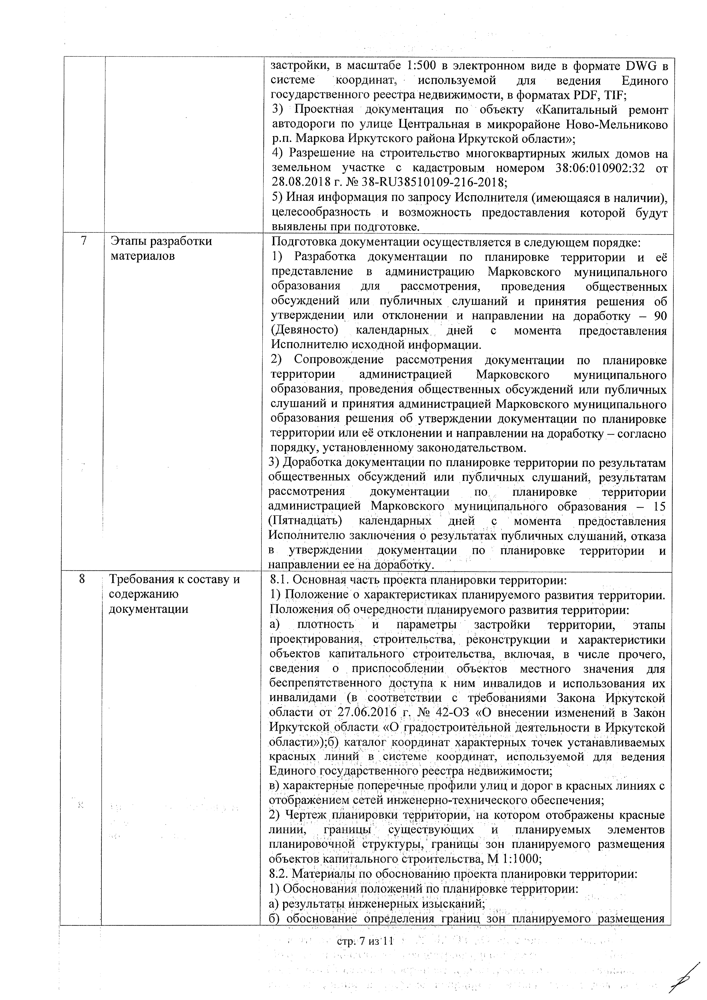 застройки, в масштабе 1:500 в электронном виде в формате DWG в
системе координат, используемой для ведения Единого
государственного реестра недвижимости, в форматах PDF, TIF;
3) Проектная документация по объекту «Капитальный ремонт
автодороги по улице Центральная в микрорайоне Ново-Мельниково
р.п. Маркова Иркутского района Иркутской области»;
4) Разрешение на строительство многоквартирных жилых домов на
земельном участке с кадастровым номером 38:06:010902:32 от
28.08.2018 г. № 38-RU38510109-216-2018;
5) Иная информация по запросу Исполнителя (имеющаяся в наличии),
целесообразность и возможность предоставления которой будут
выявлены при подготовке.
7
Этапы разработки
материалов
Подготовка документации осуществляется в следующем порядке:
1) Разработка документации по планировке территории и её
представление в администрацию Марковского муниципального
образования для рассмотрения, проведения общественных
обсуждений или публичных слушаний и принятия решения об
утверждении или отклонении и направлении на доработку – 90
(Девяносто) календарных дней с момента предоставления
Исполнителю исходной информации.
2) Сопровождение рассмотрения документации по планировке
территории администрацией Марковского муниципального
образования, проведения общественных обсуждений или публичных
слушаний и принятия администрацией Марковского муниципального
образования решения об утверждении документации по планировке
территории или её отклонении и направлении на доработку – согласно
порядку, установленному законодательством.
3) Доработка документации по планировке территории по результатам
общественных обсуждений или публичных слушаний, результатам
рассмотрения документации по планировке территории
администрацией Марковского муниципального образования – 15
(Пятнадцать) календарных дней с момента предоставления
Исполнителю заключения о результатах публичных слушаний, отказа
в утверждении документации по планировке территории и
направлении ее на доработку.
8
Требования к составу и
содержанию
документации
8.1. Основная часть проекта планировки территории:
1) Положение о характеристиках планируемого развития территории.
Положения об очередности планируемого развития территории:
а) плотность и параметры застройки территории, этапы
проектирования, строительства, реконструкции и характеристики
объектов капитального строительства, включая, в числе прочего,
сведения о приспособлении объектов местного значения для
беспрепятственного доступа к ним инвалидов и использования их
инвалидами (в соответствии с требованиями Закона Иркутской
области от 27.06.2016 г. № 42-ОЗ «О внесении изменений в Закон
Иркутской области «О градостроительной деятельности в Иркутской
области»);б) каталог координат характерных точек устанавливаемых
красных линий в системе координат, используемой для ведения
Единого государственного реестра недвижимости;
в) характерные поперечные профили улиц и дорог в красных линиях с
отображением сетей инженерно-технического обеспечения;
2) Чертеж планировки территории, на котором отображены красные
линии, границы существующих и планируемых элементов
планировочной структуры, границы зон планируемого размещения
объектов капитального строительства, М 1:1000;
8.2. Материалы по обоснованию проекта планировки территории:
1) Обоснования положений по планировке территории:
а) результаты инженерных изысканий;
б) обоснование определения границ зон планируемого размещения
стр. 7 из 11